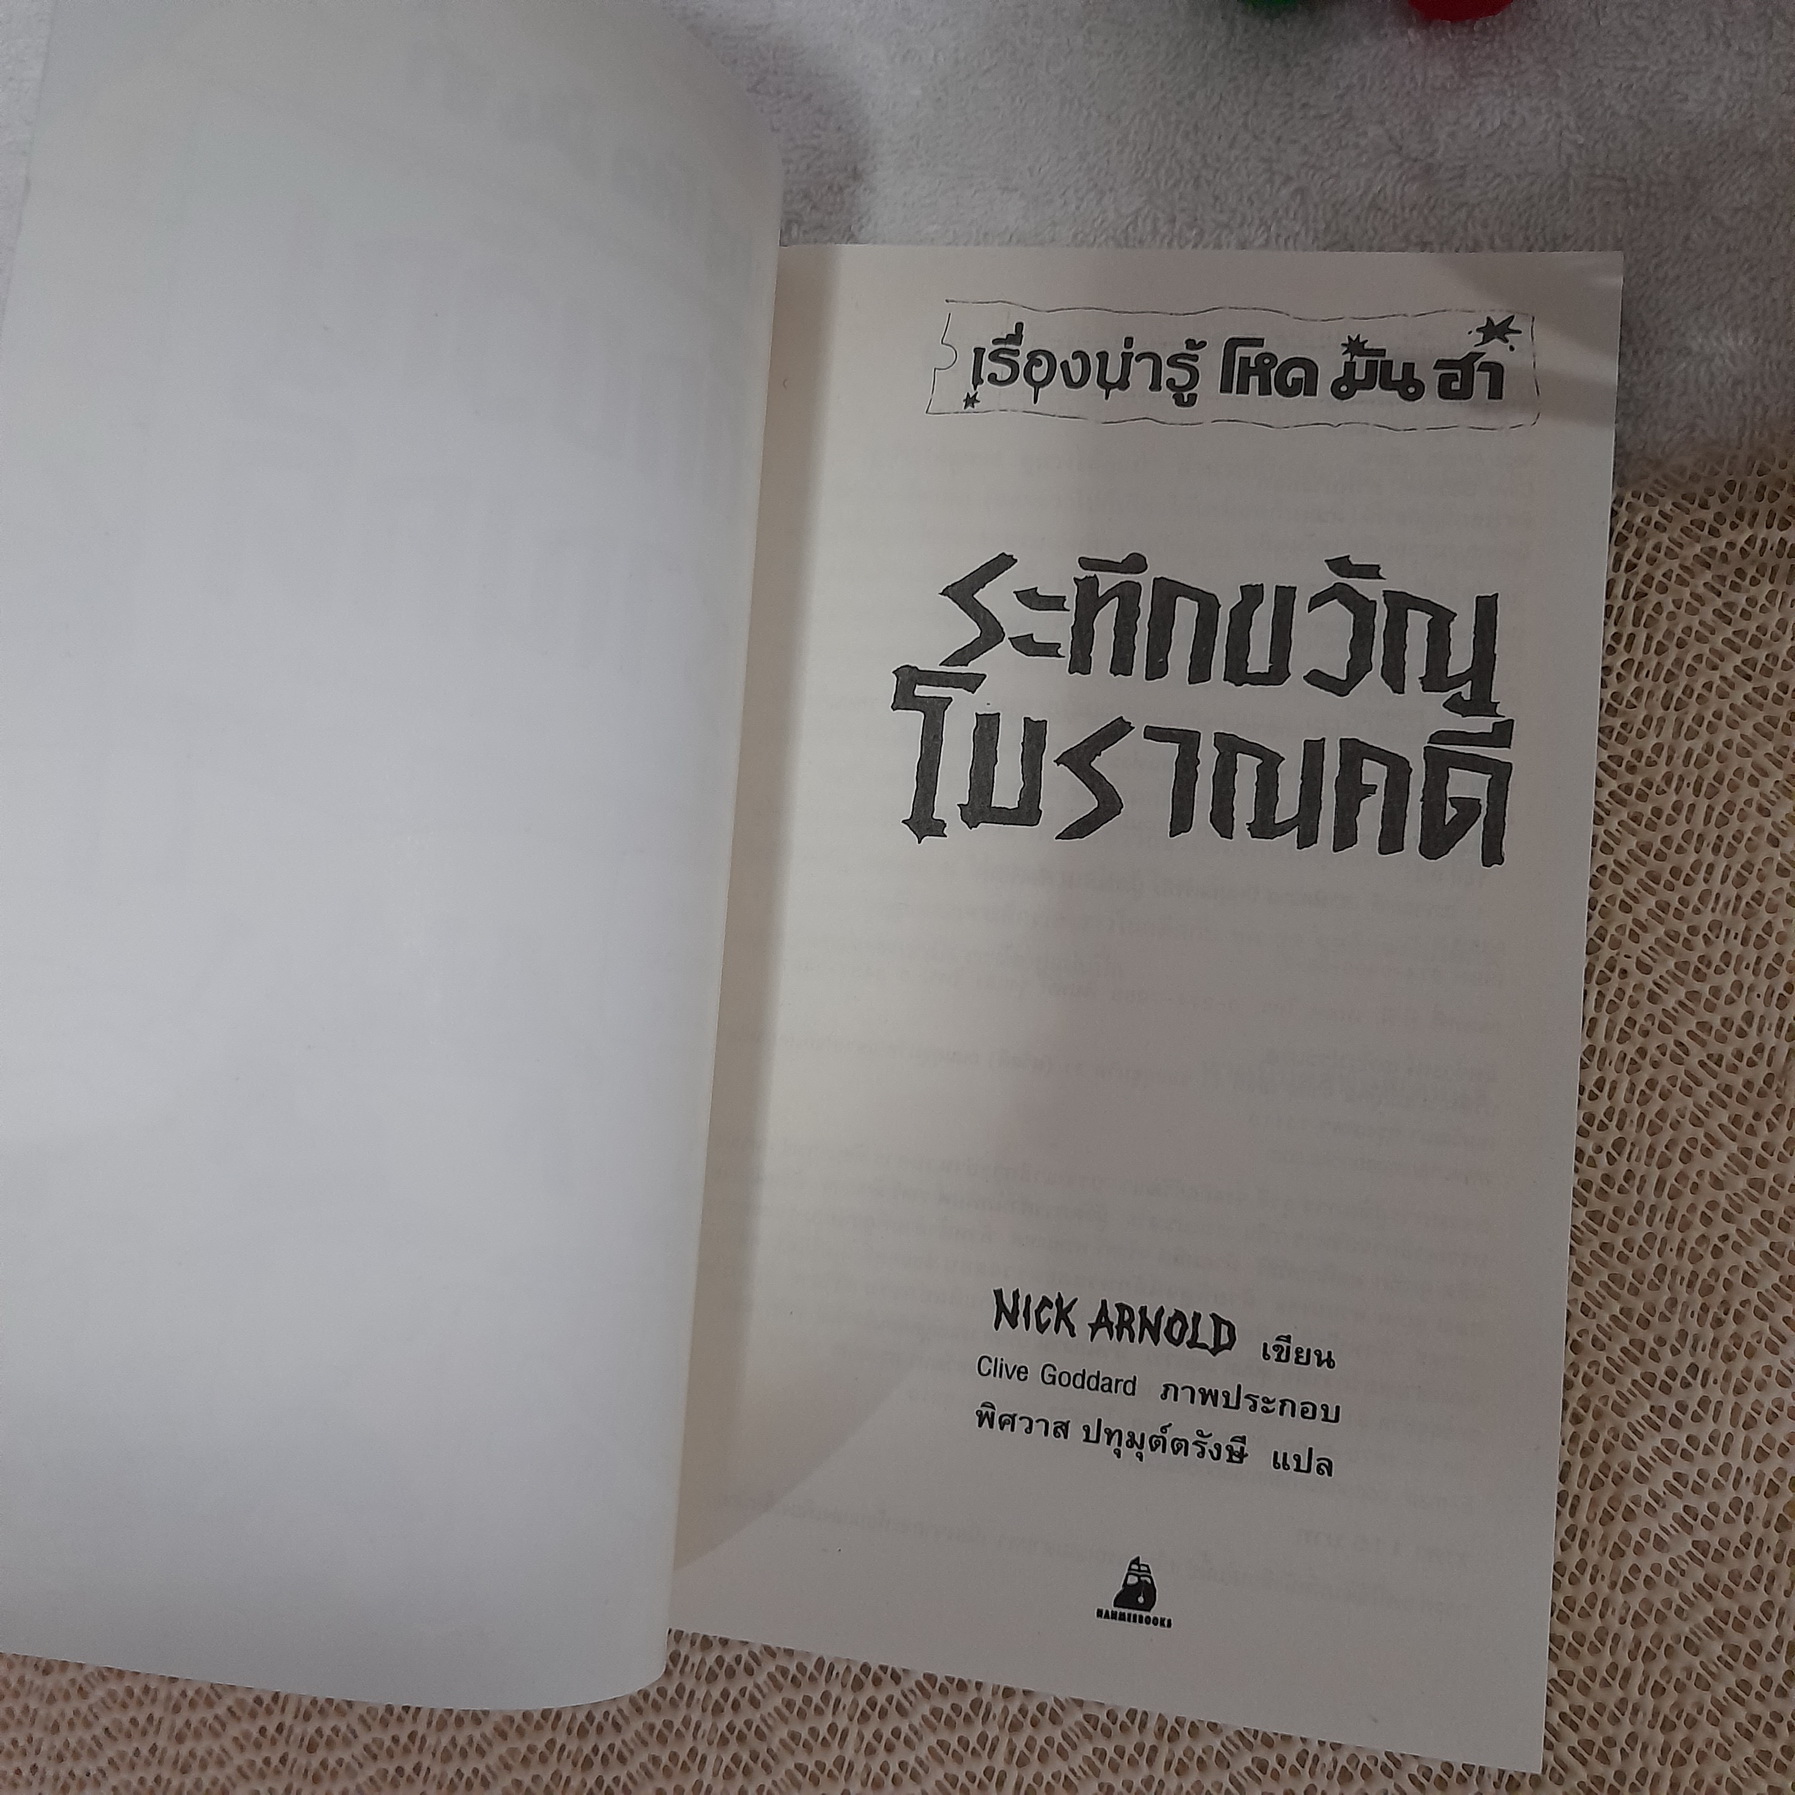 เรื่องน่ารู้ โหด มัน ฮา
ระทึกขวัญ
โบราณคดี
NICK ARNOLD เขียน
Clive Goddard ภาพประกอบ
พิศวาส ปทุมุต์ตรังษี แปล
NANMEEBOOKS